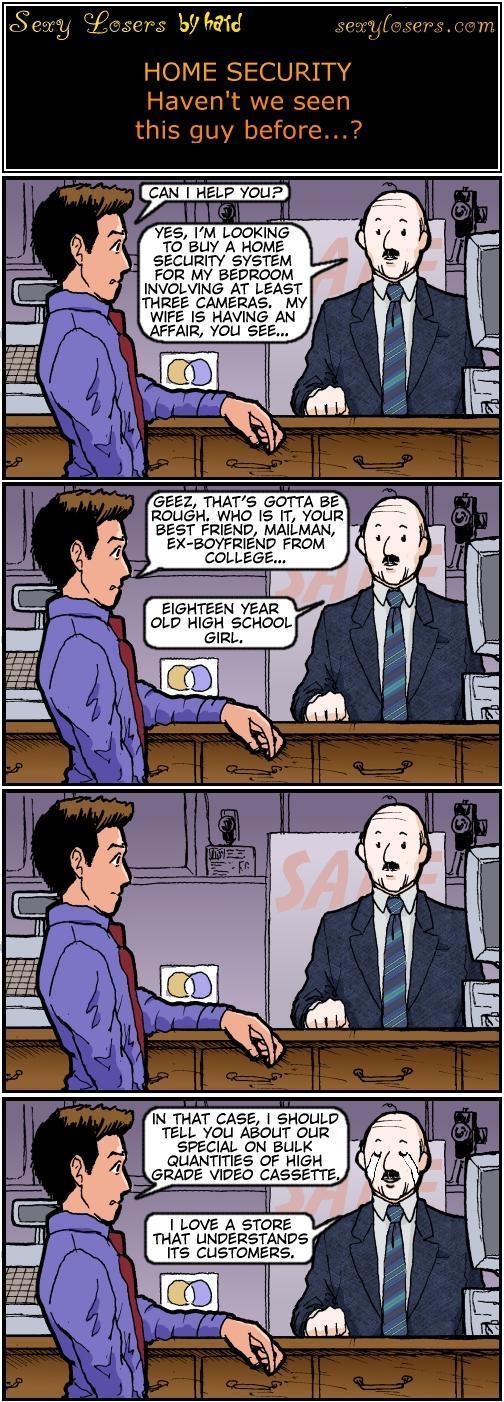 Sexy Losers by hard
sexylosers.com
HOME SECURITY
Haven't we seen
this guy before...?
CAN I HELP YOU?
YES, I'M LOOKING
TO BUY A HOME
SECURITY SYSTEM
FOR MY BEDROOM
INVOLVING AT LEAST
THREE CAMERAS. MY
WIFE IS HAVING AN
AFFAIR, YOU SEE...
SALE
GEEZ, THAT'S GOTTA BE
ROUGH. WHO IS IT, YOUR
BEST FRIEND, MAILMAN,
EX-BOYFRIEND FROM
COLLEGE...
EIGHTEEN YEAR
OLD HIGH SCHOOL
GIRL.
SALE
SALE
IN THAT CASE, I SHOULD
TELL YOU ABOUT OUR
SPECIAL ON BULK
QUANTITIES OF HIGH
GRADE VIDEO CASSETTE.
I LOVE A STORE
THAT UNDERSTANDS
ITS CUSTOMERS.
SALE